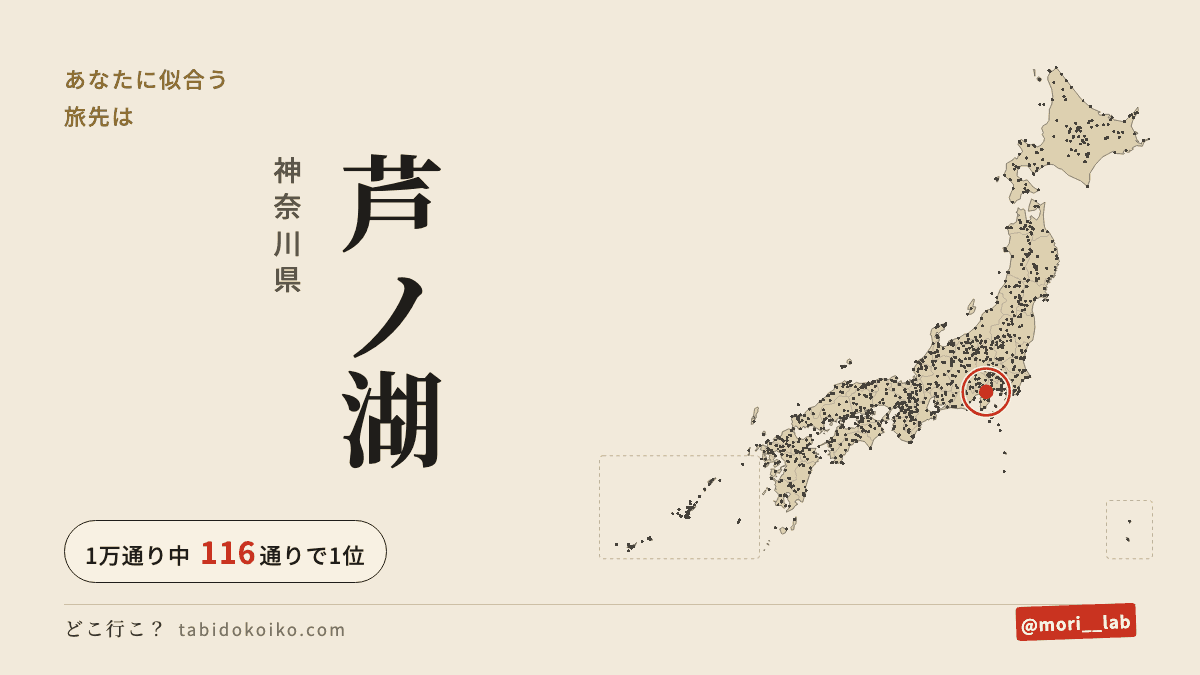 あなたに似合う
旅先は
芦ノ湖
神奈川県
1万通り中 116通りで1位
どこ行こ？ tabidokoiko.com
@mori__lab